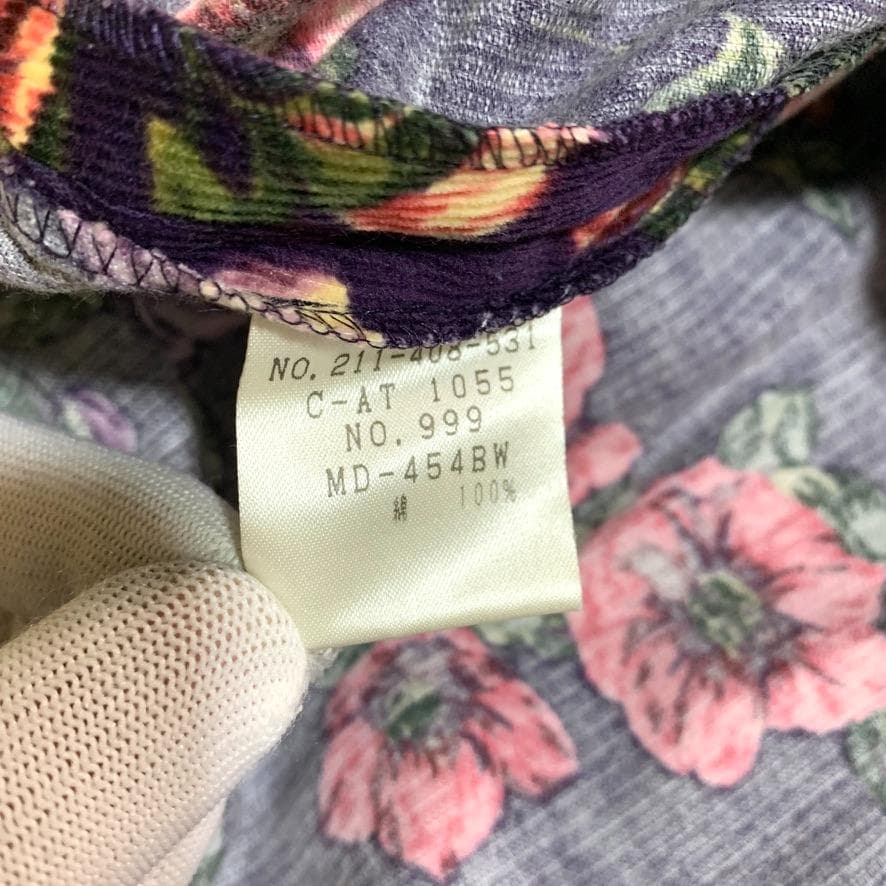 NO. 211-408-531
C-AT 1055
NO. 999
MD-454BW
綿 100%